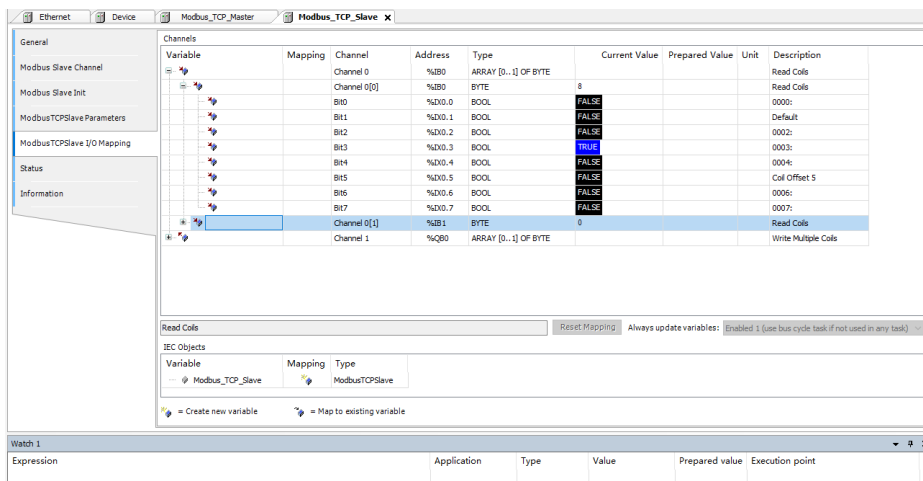 Ethernet Device Modbus_TCP_Master Modbus_TCP_Slave x
General
Modbus Slave Channel
Modbus Slave Init
ModbusTCPSlave Parameters
ModbusTCPSlave I/O Mapping
Status
Information
Channels
Variable Mapping Channel Address Type Current Value Prepared Value Unit Description
Channel 0 %IB0 ARRAY [0..1] OF BYTE Read Coils
Channel 0[0] %IB0 BYTE 8 Read Coils
Bit0 %IX0.0 BOOL FALSE 0000:
Bit1 %IX0.1 BOOL FALSE Default
Bit2 %IX0.2 BOOL FALSE 0002:
Bit3 %IX0.3 BOOL TRUE 0003:
Bit4 %IX0.4 BOOL FALSE 0004:
Bit5 %IX0.5 BOOL FALSE Coil Offset 5
Bit6 %IX0.6 BOOL FALSE 0006:
Bit7 %IX0.7 BOOL FALSE 0007:
Channel 0[1] %IB1 BYTE 0 Read Coils
Channel 1 %QB0 ARRAY [0..1] OF BYTE Write Multiple Coils
Read Coils Reset Mapping Always update variables: Enabled 1 (use bus cycle task if not used in any task)
IEC Objects
Variable Mapping Type
Modbus_TCP_Slave ModbusTCPSlave
= Create new variable = Map to existing variable
Watch 1
Expression Application Type Value Prepared value Execution point